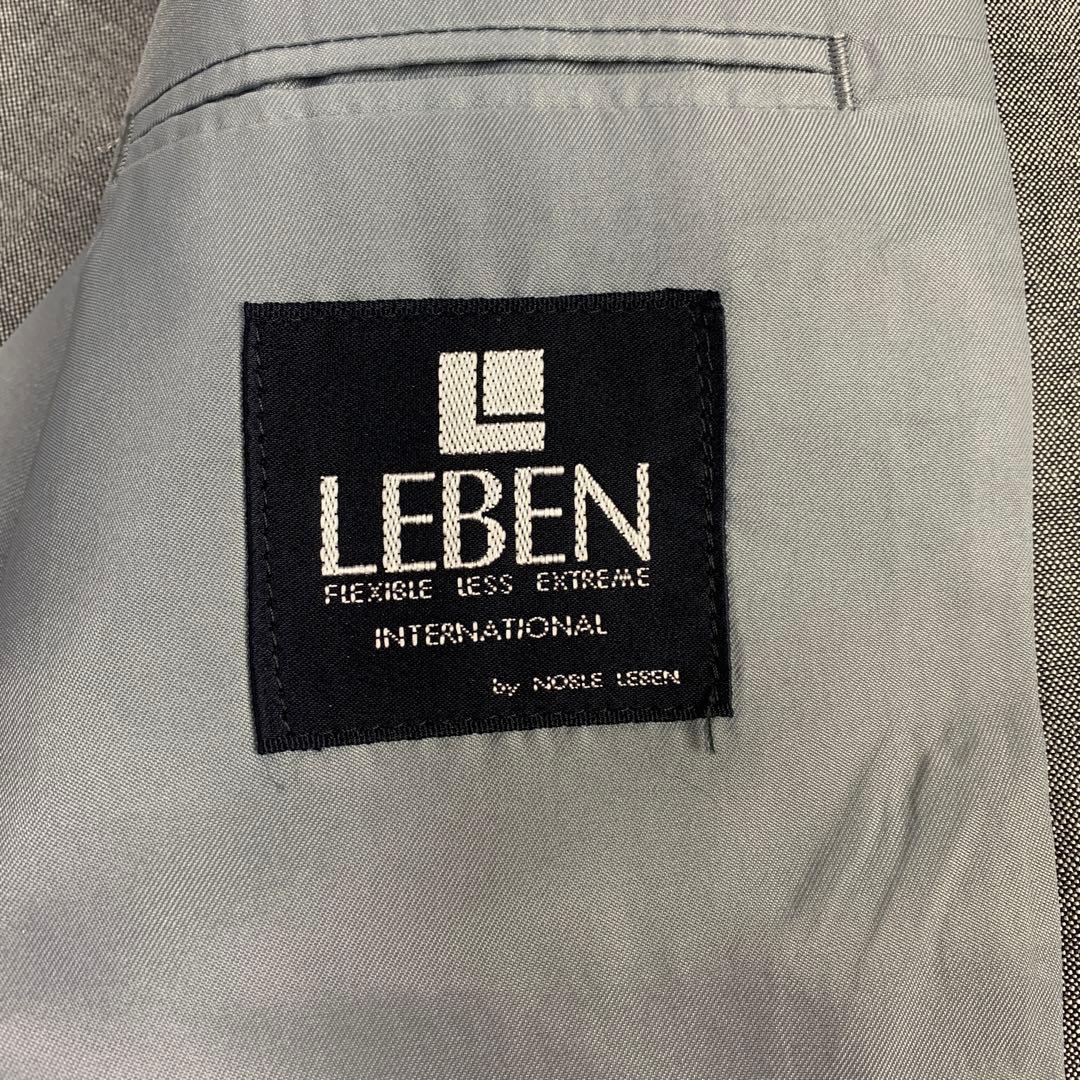 L
LEBEN
FLEXIBLE LESS EXTREME
INTERNATIONAL
by NOBLE LEBEN